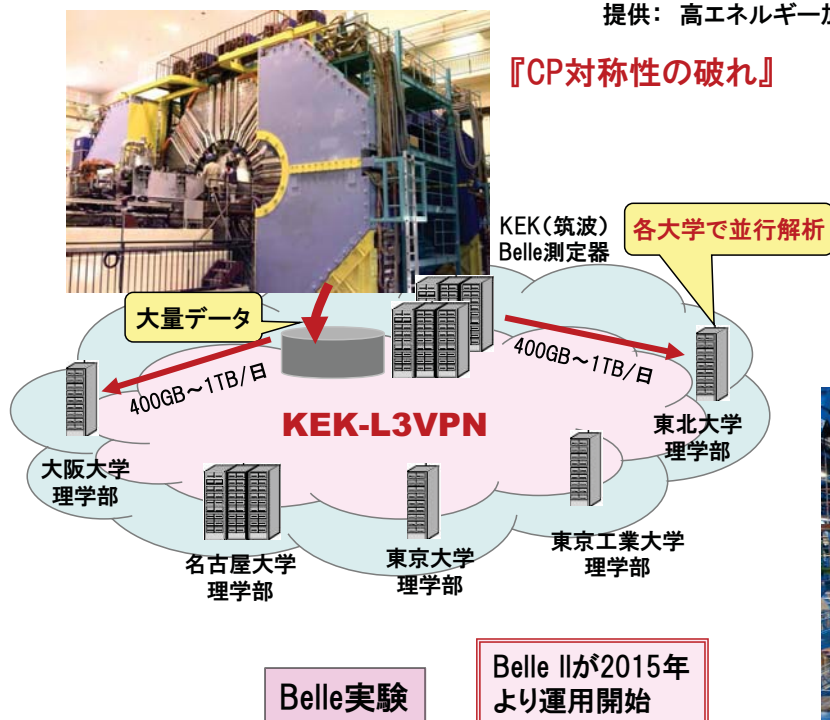 提供： 高エネルギー加
『CP対称性の破れ』
KEK（筑波）
Belle測定器
各大学で並行解析
大量データ
400GB～1TB/日
400GB～1TB/日
KEK-L3VPN
東北大学
理学部
大阪大学
理学部
名古屋大学
理学部
東京大学
理学部
東京工業大学
理学部
Belle実験
Belle IIが2015年
より運用開始